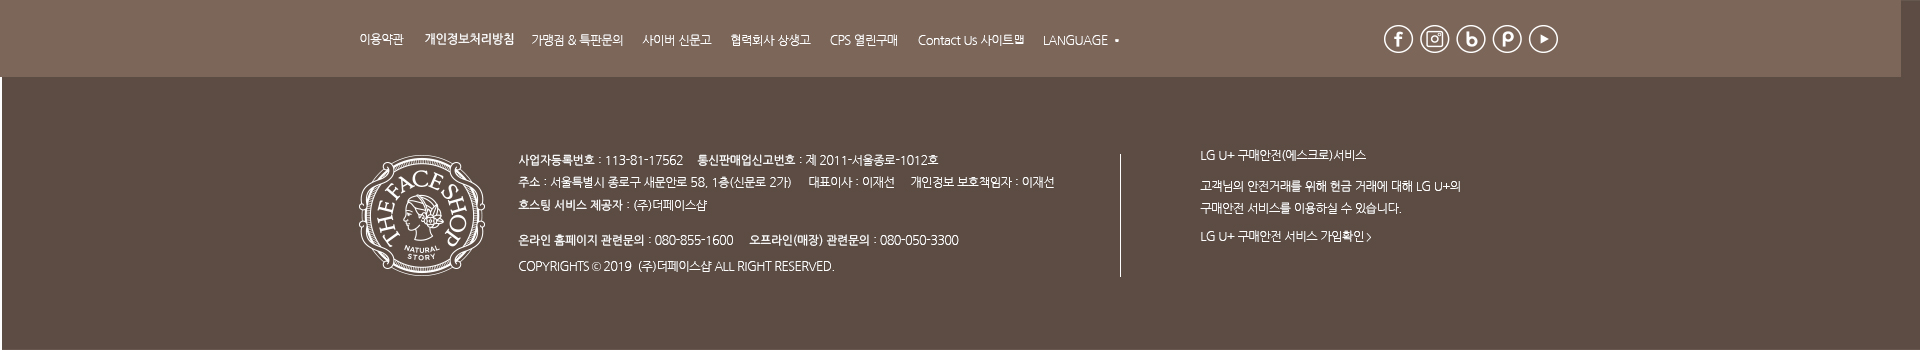 이용약관 개인정보처리방침 가맹점 & 특판문의 사이버 신문고 협력회사 상생고 CPS 열린구매 Contact Us 사이트맵 LANGUAGE
THE FACE SHOP
NATURAL
STORY
사업자등록번호 : 113-81-17562 통신판매업신고번호 : 제 2011-서울종로-1012호
주소 : 서울특별시 종로구 새문안로 58, 1층(신문로 2가) 대표이사 : 이재선 개인정보 보호책임자 : 이재선
호스팅 서비스 제공자 : (주)더페이스샵
온라인 홈페이지 관련문의 : 080-855-1600 오프라인(매장) 관련문의 : 080-050-3300
COPYRIGHTS © 2019 (주)더페이스샵 ALL RIGHT RESERVED.
LG U+ 구매안전(에스크로)서비스
고객님의 안전거래를 위해 현금 거래에 대해 LG U+의
구매안전 서비스를 이용하실 수 있습니다.
LG U+ 구매안전 서비스 가입확인 >